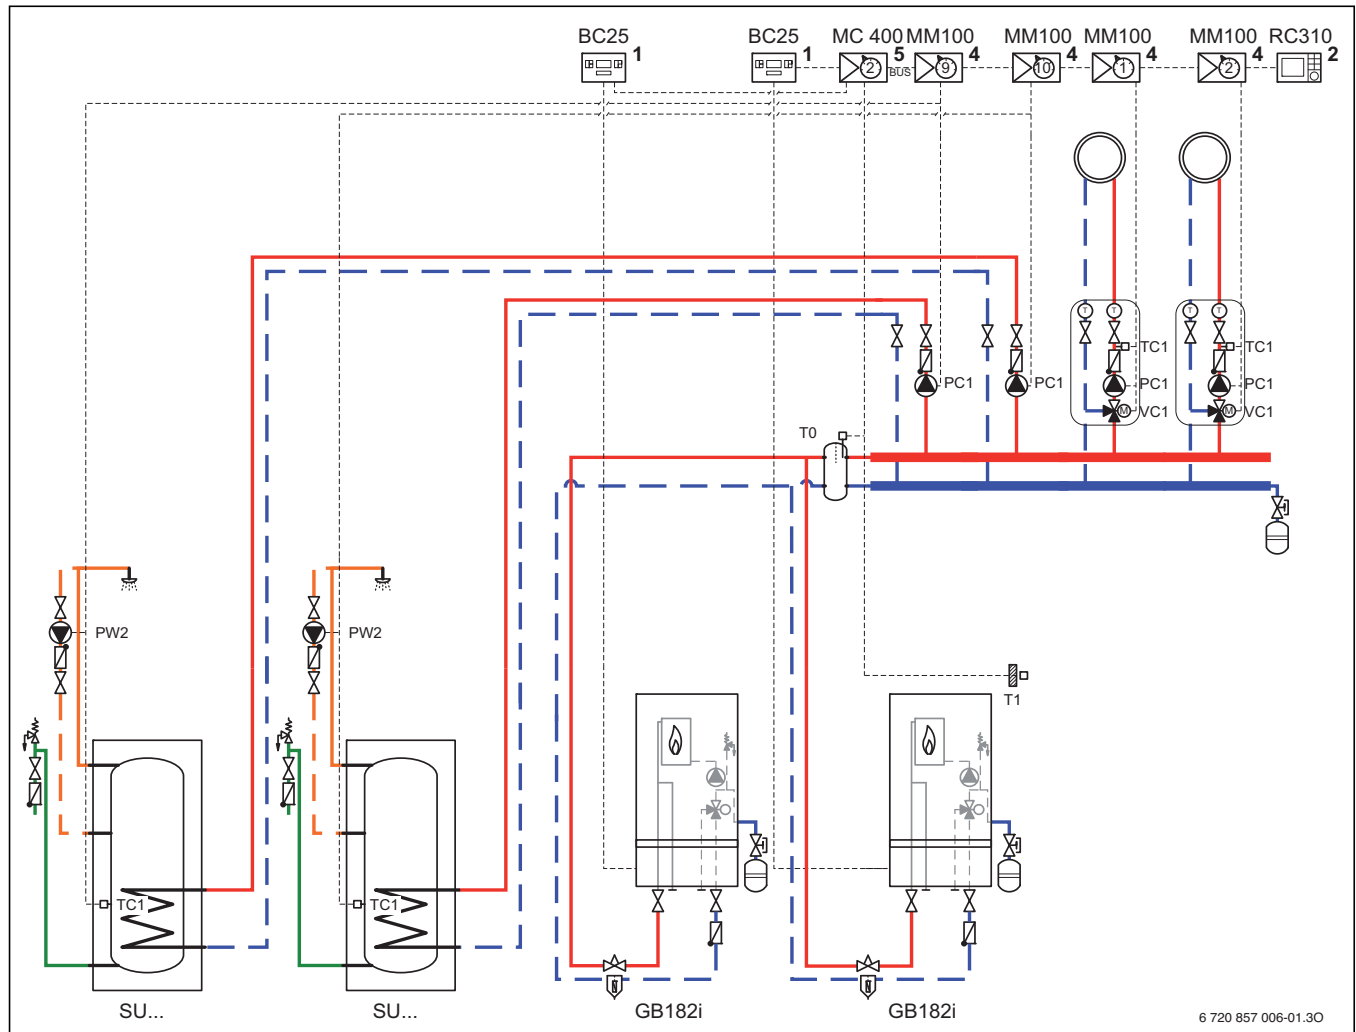 BC25 BC25 MC 400 MM100 MM100 MM100 MM100 RC310
1 1 5 4 4 4 4 2
2 BUS 9 10 1 2
T T T T
TC1 TC1
PC1 PC1 PC1 PC1
M VC1 M VC1
T0
PW2 PW2
T1
TC1 TC1
SU... SU... GB182i GB182i
6 720 857 006-01.3O